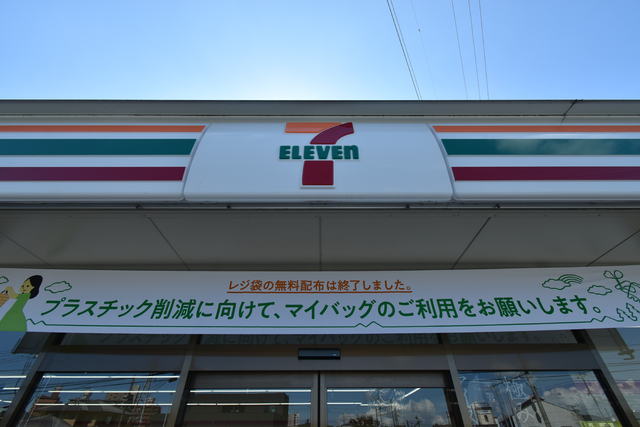 ELEVEN
レジ袋の無料配布は終了しました。
プラスチック削減に向けて、マイバッグのご利用をお願いします。